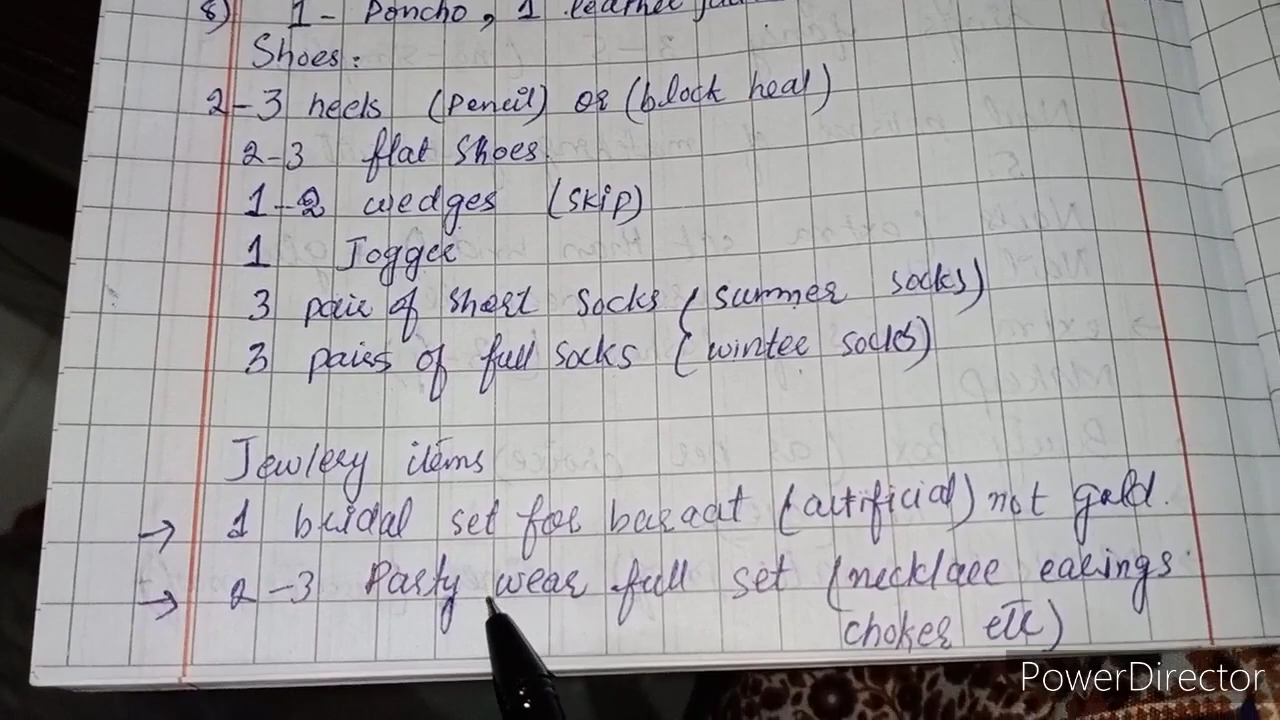 8) 1- Poncho, 1 leather
Shoes:
2-3 heels (pencil) or (block heal)
2-3 flat shoes.
1-2 wedges (skip)
1 Jogger
3 pair of short socks (summer socks)
3 pairs of full socks (winter socks)
Jewlery items
→ 1 bridal set for baraat (artificial) not gold.
→ 2-3 Party wear full set (necklace earings
choker etc)
PowerDirector